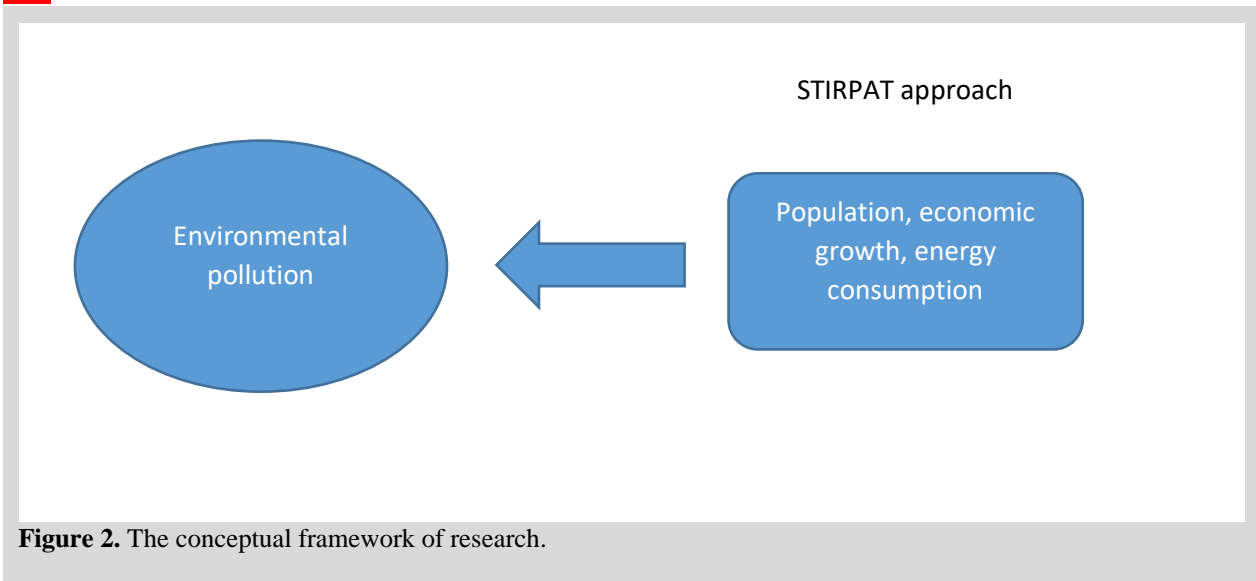 STIRPAT approach
Environmental
pollution
Population, economic
growth, energy
consumption
Figure 2. The conceptual framework of research.